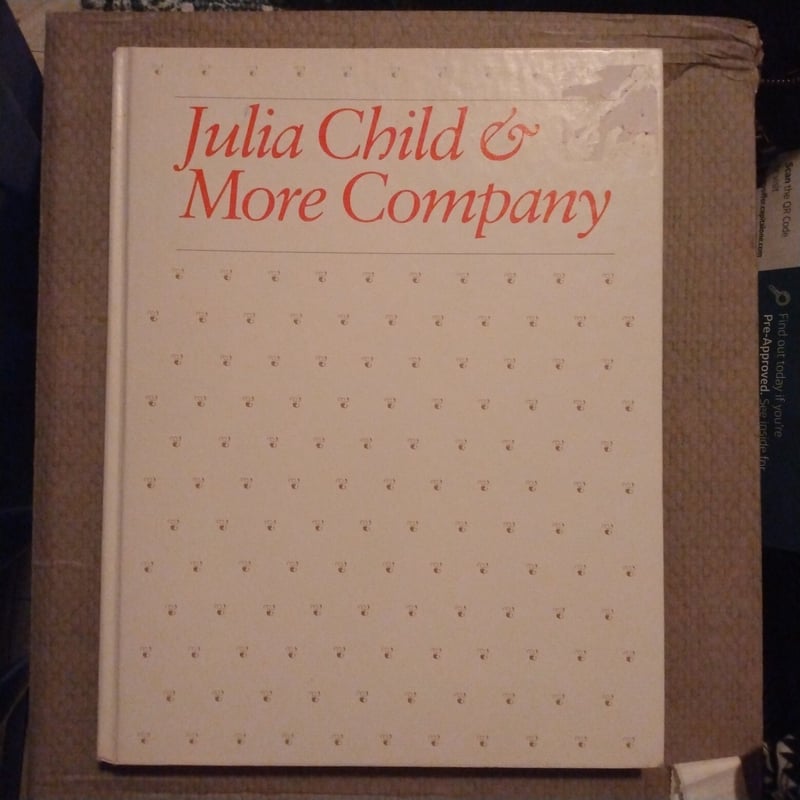 Julia Child &
More Company
Scan the QR Code
Find out today if you're
Pre-Approved. See inside for